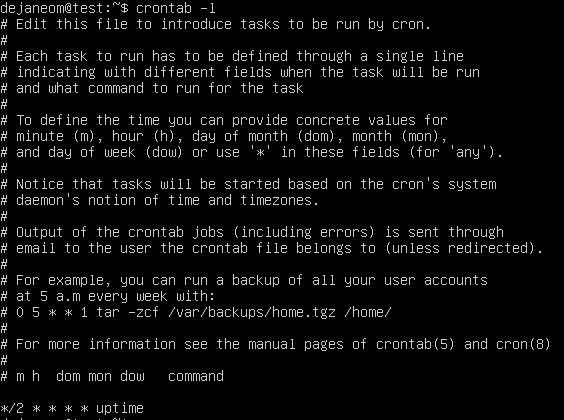 dejaneom@test:~$ crontab -l
# Edit this file to introduce tasks to be run by cron.
#
# Each task to run has to be defined through a single line
# indicating with different fields when the task will be run
# and what command to run for the task
#
# To define the time you can provide concrete values for
# minute (m), hour (h), day of month (dom), month (mon),
# and day of week (dow) or use '*' in these fields (for 'any').
#
# Notice that tasks will be started based on the cron's system
# daemon's notion of time and timezones.
#
# Output of the crontab jobs (including errors) is sent through
# email to the user the crontab file belongs to (unless redirected).
#
# For example, you can run a backup of all your user accounts
# at 5 a.m every week with:
# 0 5 * * 1 tar -zcf /var/backups/home.tgz /home/
#
# For more information see the manual pages of crontab(5) and cron(8)
#
# m h  dom mon dow   command

*/2 * * * * uptime